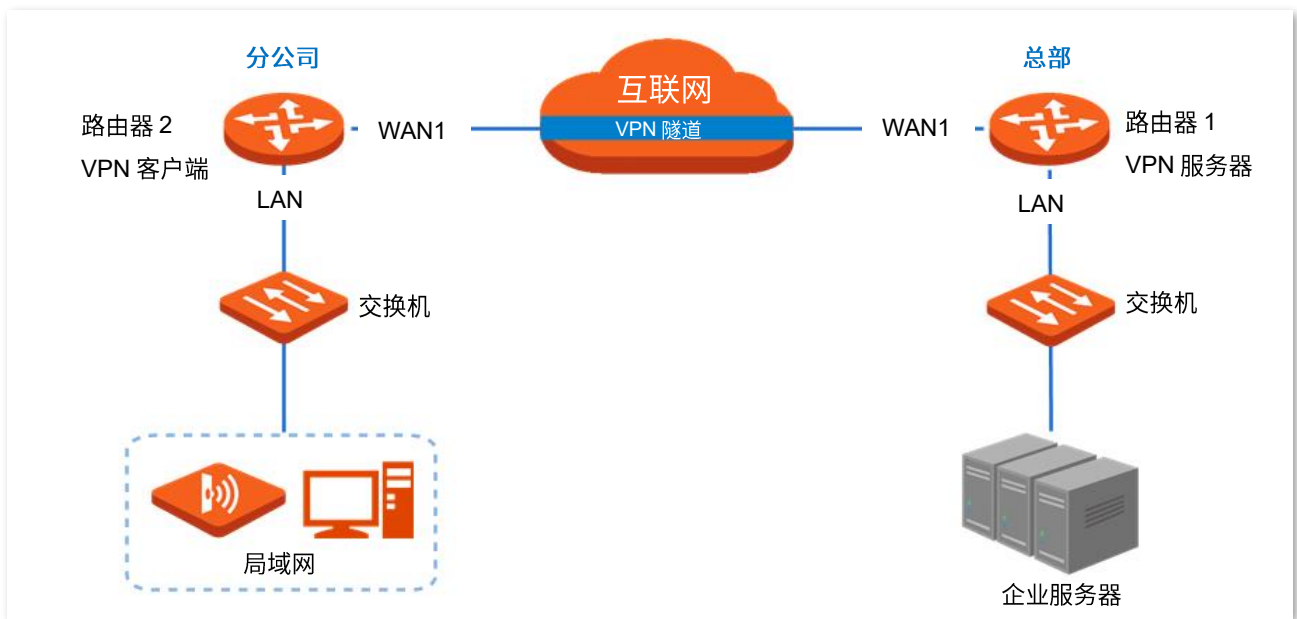 分公司
总部
互联网
VPN 隧道
路由器 2
VPN 客户端
WAN1
WAN1
路由器 1
VPN 服务器
LAN
LAN
交换机
交换机
局域网
企业服务器